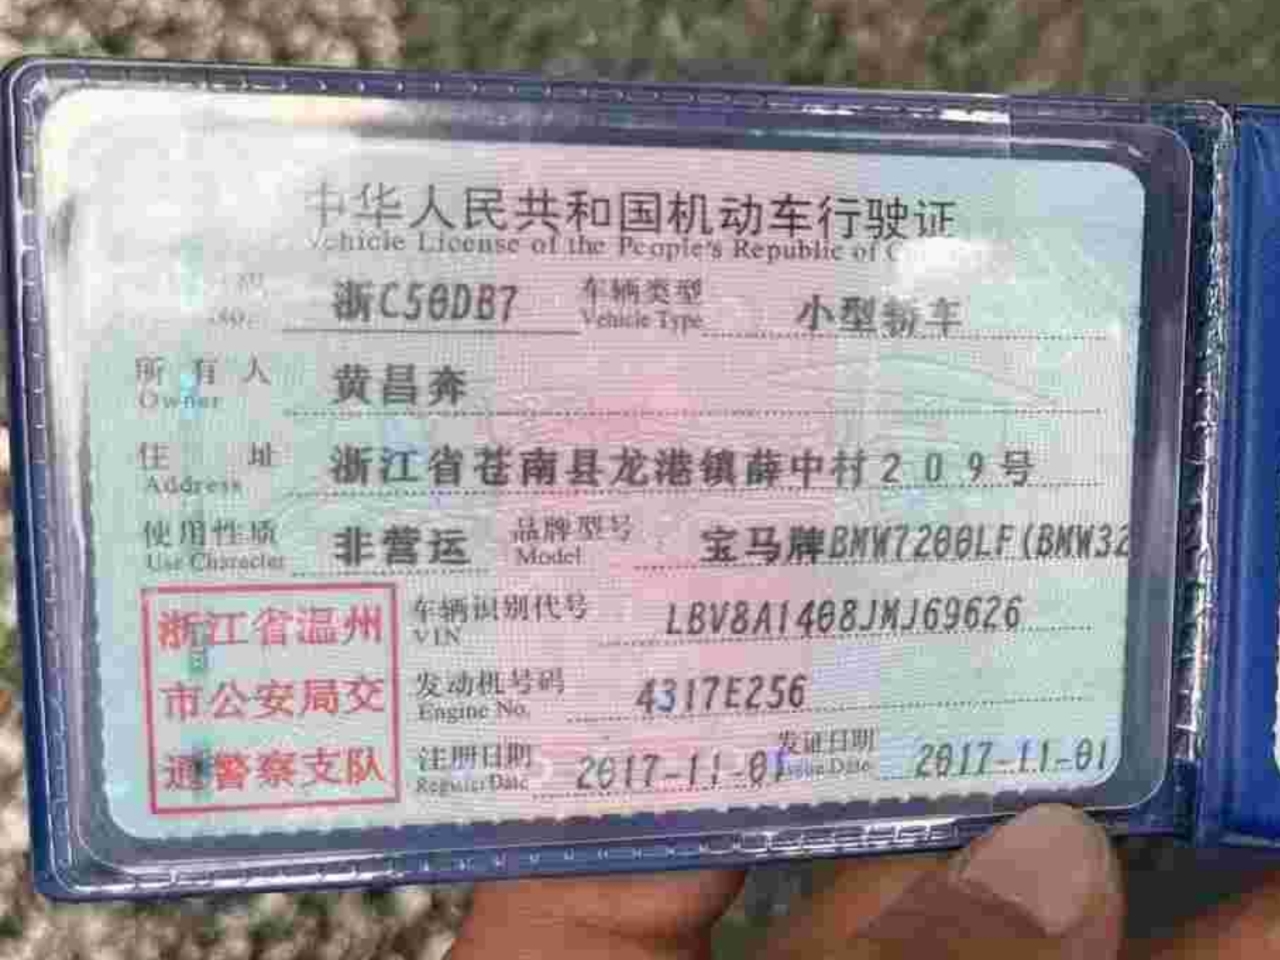 中华人民共和国机动车行驶证
Vehicle License of the People's Republic of C
浙C50DB7 车辆类型 Vehicle Type 小型轿车
所有人 Owner 黄昌奔
住址 Address 浙江省苍南县龙港镇薛中村209号
使用性质 Use Character 非营运 品牌型号 Model 宝马牌BMW7200LF(BMW32
浙江省温州
市公安局交
通警察支队
车辆识别代号 VIN LBV8A1408JMJ69626
发动机号码 Engine No. 4317E256
注册日期 Register Date 2017-11-01 发证日期 Issue Date 2017-11-01